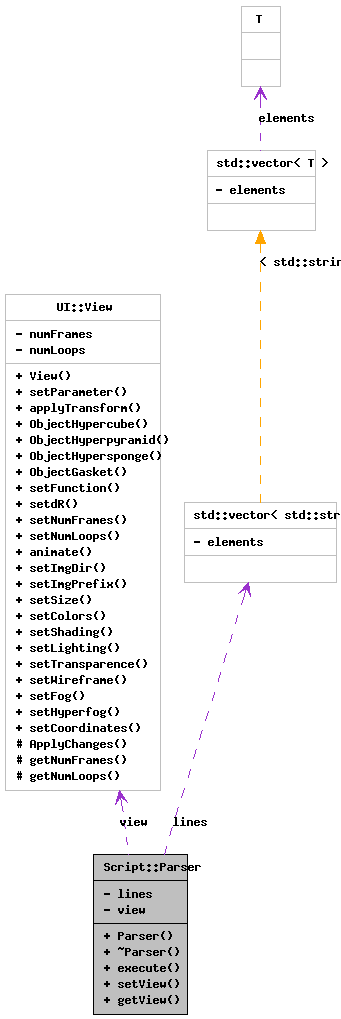 T
elements
std::vector< T >
- elements
< std::strin
UI::View
- numFrames
- numLoops
+ View()
+ setParameter()
+ applyTransform()
+ ObjectHypercube()
+ ObjectHyperpyramid()
+ ObjectHypersponge()
+ ObjectGasket()
+ setFunction()
+ setdR()
+ setNumFrames()
+ setNumLoops()
+ animate()
+ setImgDir()
+ setImgPrefix()
+ setSize()
+ setColors()
+ setShading()
+ setLighting()
+ setTransparence()
+ setWireframe()
+ setFog()
+ setHyperfog()
+ setCoordinates()
# ApplyChanges()
# getNumFrames()
# getNumLoops()
std::vector< std::str
- elements
view
lines
Script::Parser
- lines
- view
+ Parser()
+ ~Parser()
+ execute()
+ setView()
+ getView()